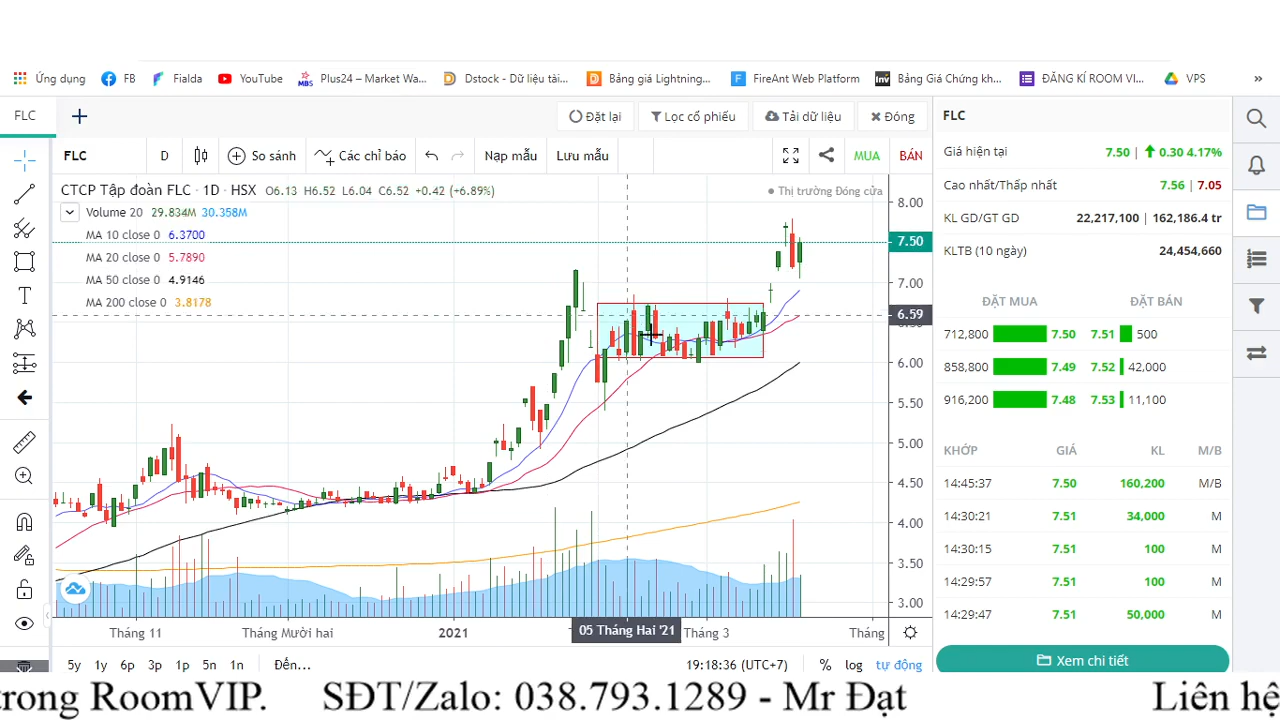 Ứng dụng FB Fialda YouTube Plus24 – Market Wa... Dstock - Dữ liệu tài... Bảng giá Lightning... FireAnt Web Platform Bảng Giá Chứng kh... ĐĂNG KÍ ROOM VI... VPS »
FLC + Đặt lại Lọc cổ phiếu Tải dữ liệu Đóng FLC
FLC D So sánh Các chỉ báo Nạp mẫu Lưu mẫu MUA BÁN
Giá hiện tại 7.50 | 0.30 4.17%
CTCP Tập đoàn FLC · 1D · HSX O6.13 H6.52 L6.04 C6.52 +0.42 (+6.89%) Thị trường Đóng cửa
Cao nhất/Thấp nhất 7.56 | 7.05
Volume 20 29.834M 30.358M
KL GD/GT GD 22,217,100 | 162,186.4 tr
MA 10 close 0 6.3700
KLTB (10 ngày) 24,454,660
MA 20 close 0 5.7890
MA 50 close 0 4.9146
MA 200 close 0 3.8178
8.00
7.50
7.00
6.59
6.00
5.50
5.00
4.50
4.00
3.50
3.00
ĐẶT MUA ĐẶT BÁN
712,800 7.50 7.51 500
858,800 7.49 7.52 42,000
916,200 7.48 7.53 11,100
KHỚP GIÁ KL M/B
14:45:37 7.50 160,200 M/B
14:30:21 7.51 34,000 M
14:30:15 7.51 100 M
14:29:57 7.51 100 M
14:29:47 7.51 50,000 M
Tháng 11 Tháng Mười hai 2021 05 Tháng Hai '21 Tháng 3 Tháng
5y 1y 6p 3p 1p 5n 1n Đến... 19:18:36 (UTC+7) % log tự động
Xem chi tiết
trong RoomVIP. SĐT/Zalo: 038.793.1289 - Mr Đạt Liên hệ